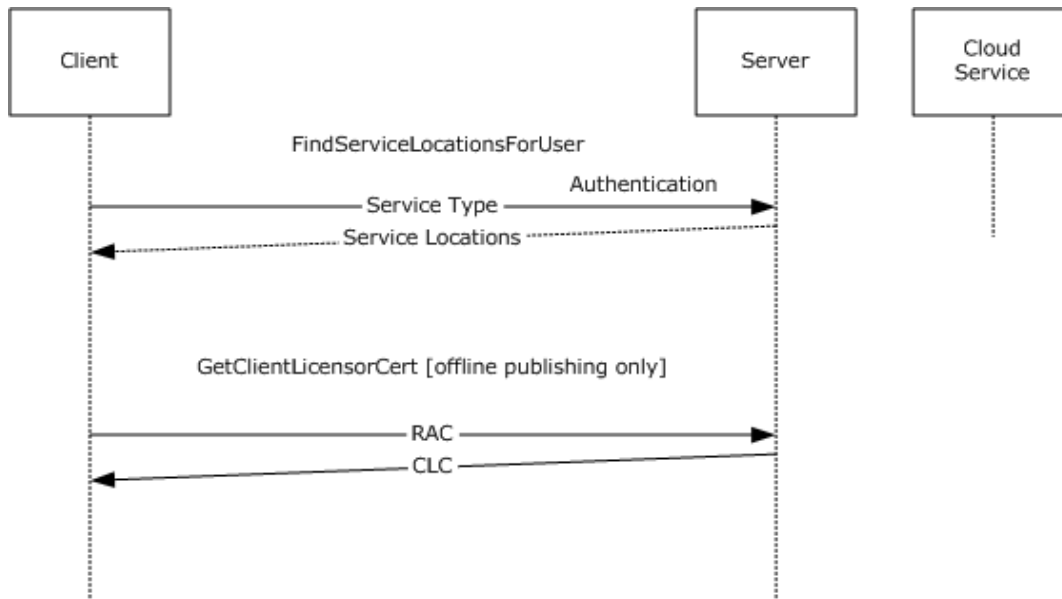 Client
Server
Cloud
Service
FindServiceLocationsForUser
Authentication
Service Type
Service Locations
GetClientLicensorCert [offline publishing only]
RAC
CLC